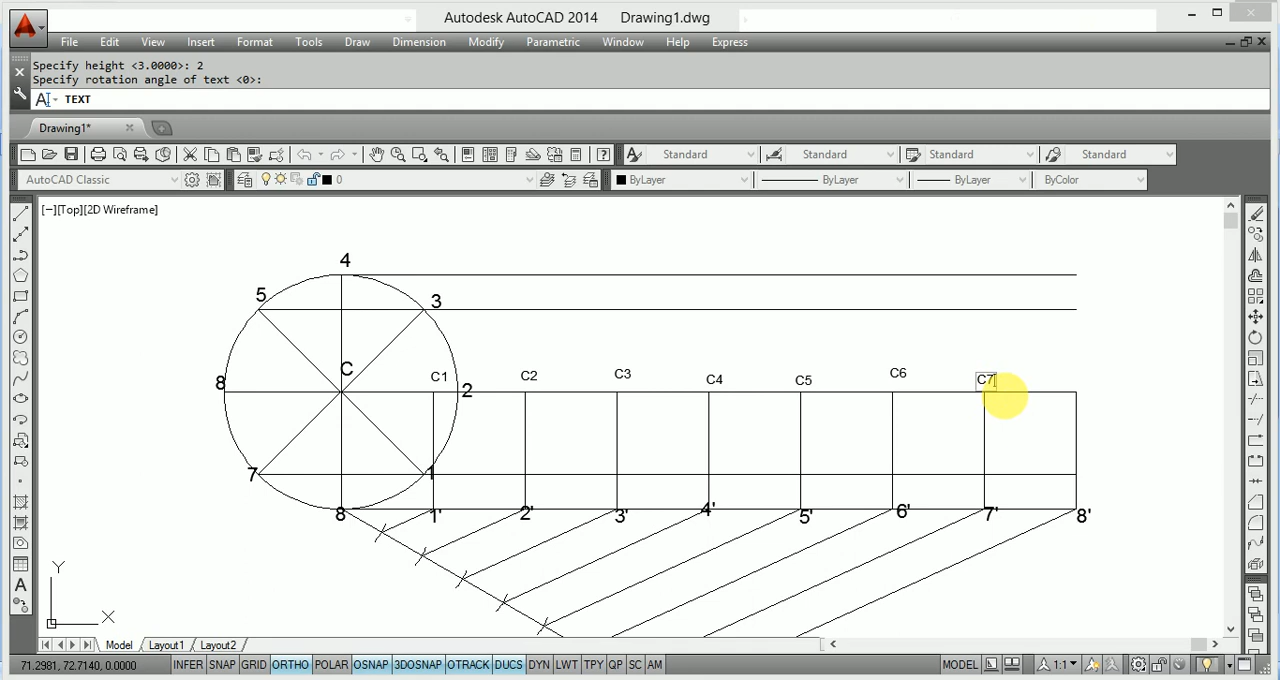 Autodesk AutoCAD 2014 Drawing1.dwg
File Edit View Insert Format Tools Draw Dimension Modify Parametric Window Help Express
Specify height <3.0000>: 2
Specify rotation angle of text <0>:
TEXT
Drawing1*
Standard Standard Standard Standard
AutoCAD Classic 0 ByLayer ByLayer ByLayer ByColor
[−][Top][2D Wireframe]
4
5 3
C
8 C1 2 C2 C3 C4 C5 C6 C7
7 1
8 1' 2' 3' 4' 5' 6' 7' 8'
Y
X
Model Layout1 Layout2
71.2981, 72.7140, 0.0000 INFER SNAP GRID ORTHO POLAR OSNAP 3DOSNAP OTRACK DUCS DYN LWT TPY QP SC AM MODEL 1:1